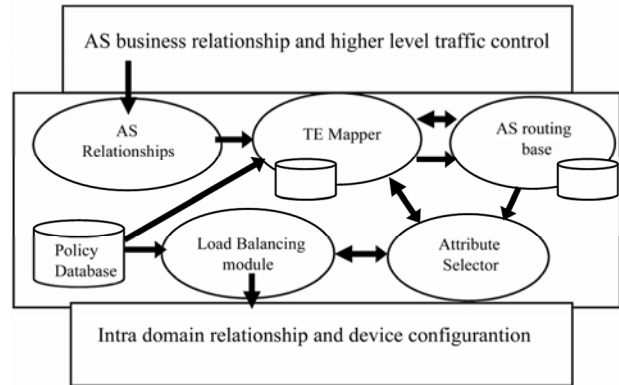 AS business relationship and higher level traffic control
AS
Relationships
TE Mapper
AS routing
base
Policy
Database
Load Balancing
module
Attribute
Selector
Intra domain relationship and device configurantion